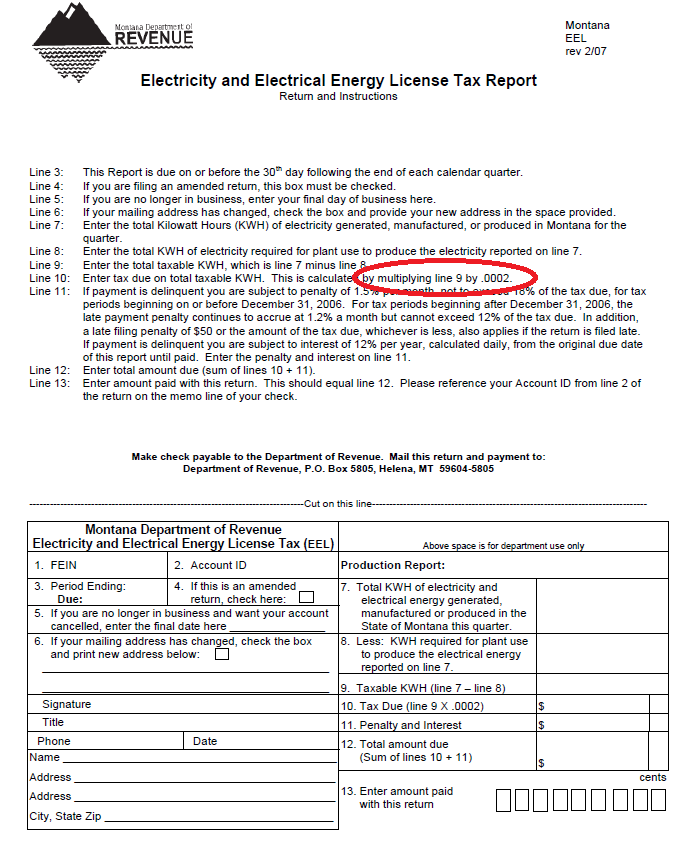 Montana Department of
REVENUE
Montana
EEL
rev 2/07
Electricity and Electrical Energy License Tax Report
Return and Instructions
Line 3: This Report is due on or before the 30th day following the end of each calendar quarter.
Line 4: If you are filing an amended return, this box must be checked.
Line 5: If you are no longer in business, enter your final day of business here.
Line 6: If your mailing address has changed, check the box and provide your new address in the space provided.
Line 7: Enter the total Kilowatt Hours (KWH) of electricity generated, manufactured, or produced in Montana for the
quarter.
Line 8: Enter the total KWH of electricity required for plant use to produce the electricity reported on line 7.
Line 9: Enter the total taxable KWH, which is line 7 minus line 8.
Line 10: Enter tax due on total taxable KWH. This is calculated by multiplying line 9 by .0002.
Line 11: If payment is delinquent you are subject to penalty of 1.5% per month, not to exceed 18% of the tax due, for tax
periods beginning on or before December 31, 2006. For tax periods beginning after December 31, 2006, the
late payment penalty continues to accrue at 1.2% a month but cannot exceed 12% of the tax due. In addition,
a late filing penalty of $50 or the amount of the tax due, whichever is less, also applies if the return is filed late.
If payment is delinquent you are subject to interest of 12% per year, calculated daily, from the original due date
of this report until paid. Enter the penalty and interest on line 11.
Line 12: Enter total amount due (sum of lines 10 + 11).
Line 13: Enter amount paid with this return. This should equal line 12. Please reference your Account ID from line 2 of
the return on the memo line of your check.
Make check payable to the Department of Revenue. Mail this return and payment to:
Department of Revenue, P.O. Box 5805, Helena, MT 59604-5805
Cut on this line
Montana Department of Revenue
Electricity and Electrical Energy License Tax (EEL)
Above space is for department use only
1. FEIN
2. Account ID
3. Period Ending:
Due:
4. If this is an amended
return, check here:
5. If you are no longer in business and want your account
cancelled, enter the final date here
6. If your mailing address has changed, check the box
and print new address below:
Signature
Title
Phone
Date
Name
Address
Address
City, State Zip
Production Report:
7. Total KWH of electricity and
electrical energy generated,
manufactured or produced in the
State of Montana this quarter.
8. Less: KWH required for plant use
to produce the electrical energy
reported on line 7.
9. Taxable KWH (line 7 – line 8)
10. Tax Due (line 9 X .0002)
$
11. Penalty and Interest
$
12. Total amount due
(Sum of lines 10 + 11)
$
cents
13. Enter amount paid
with this return